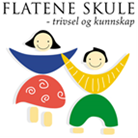 FLATENE SKULE
- trivsel og kunnskap